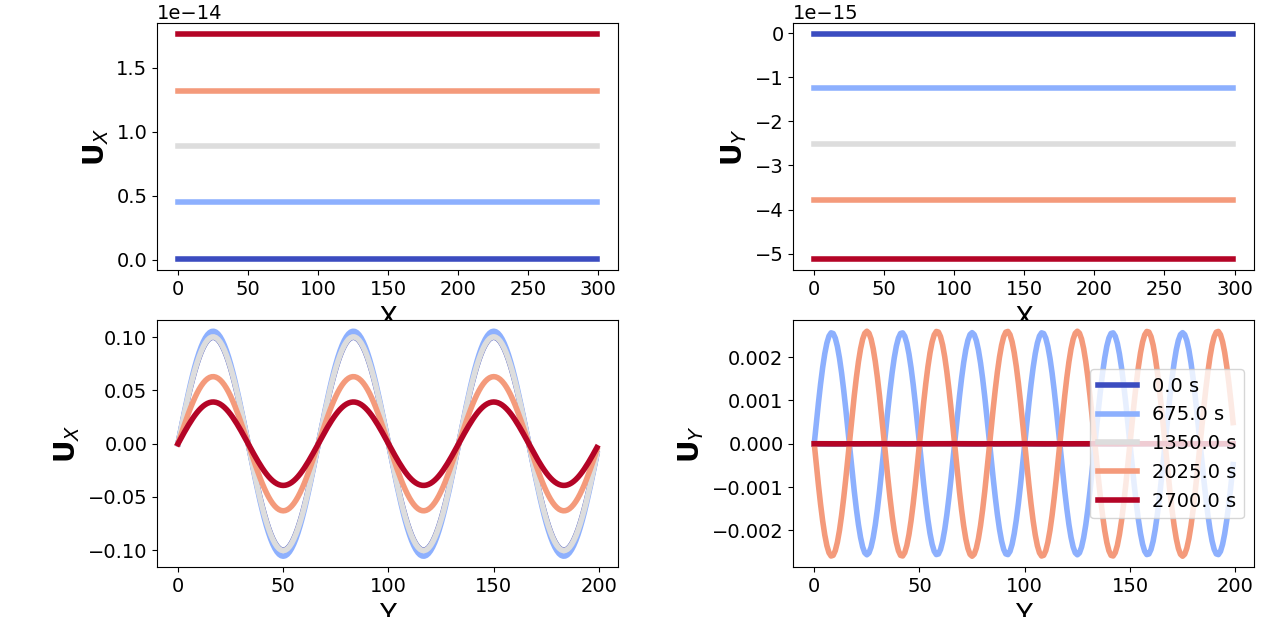 1e−14
1.5
1.0
0.5
0.0
U_X
0 50 100 150 200 250 300
X
1e−15
0
−1
−2
−3
−4
−5
U_Y
0 50 100 150 200 250 300
X
0.10
0.05
0.00
−0.05
−0.10
U_X
0 50 100 150 200
Y
0.002
0.001
0.000
−0.001
−0.002
U_Y
0 50 100 150 200
Y
0.0 s
675.0 s
1350.0 s
2025.0 s
2700.0 s